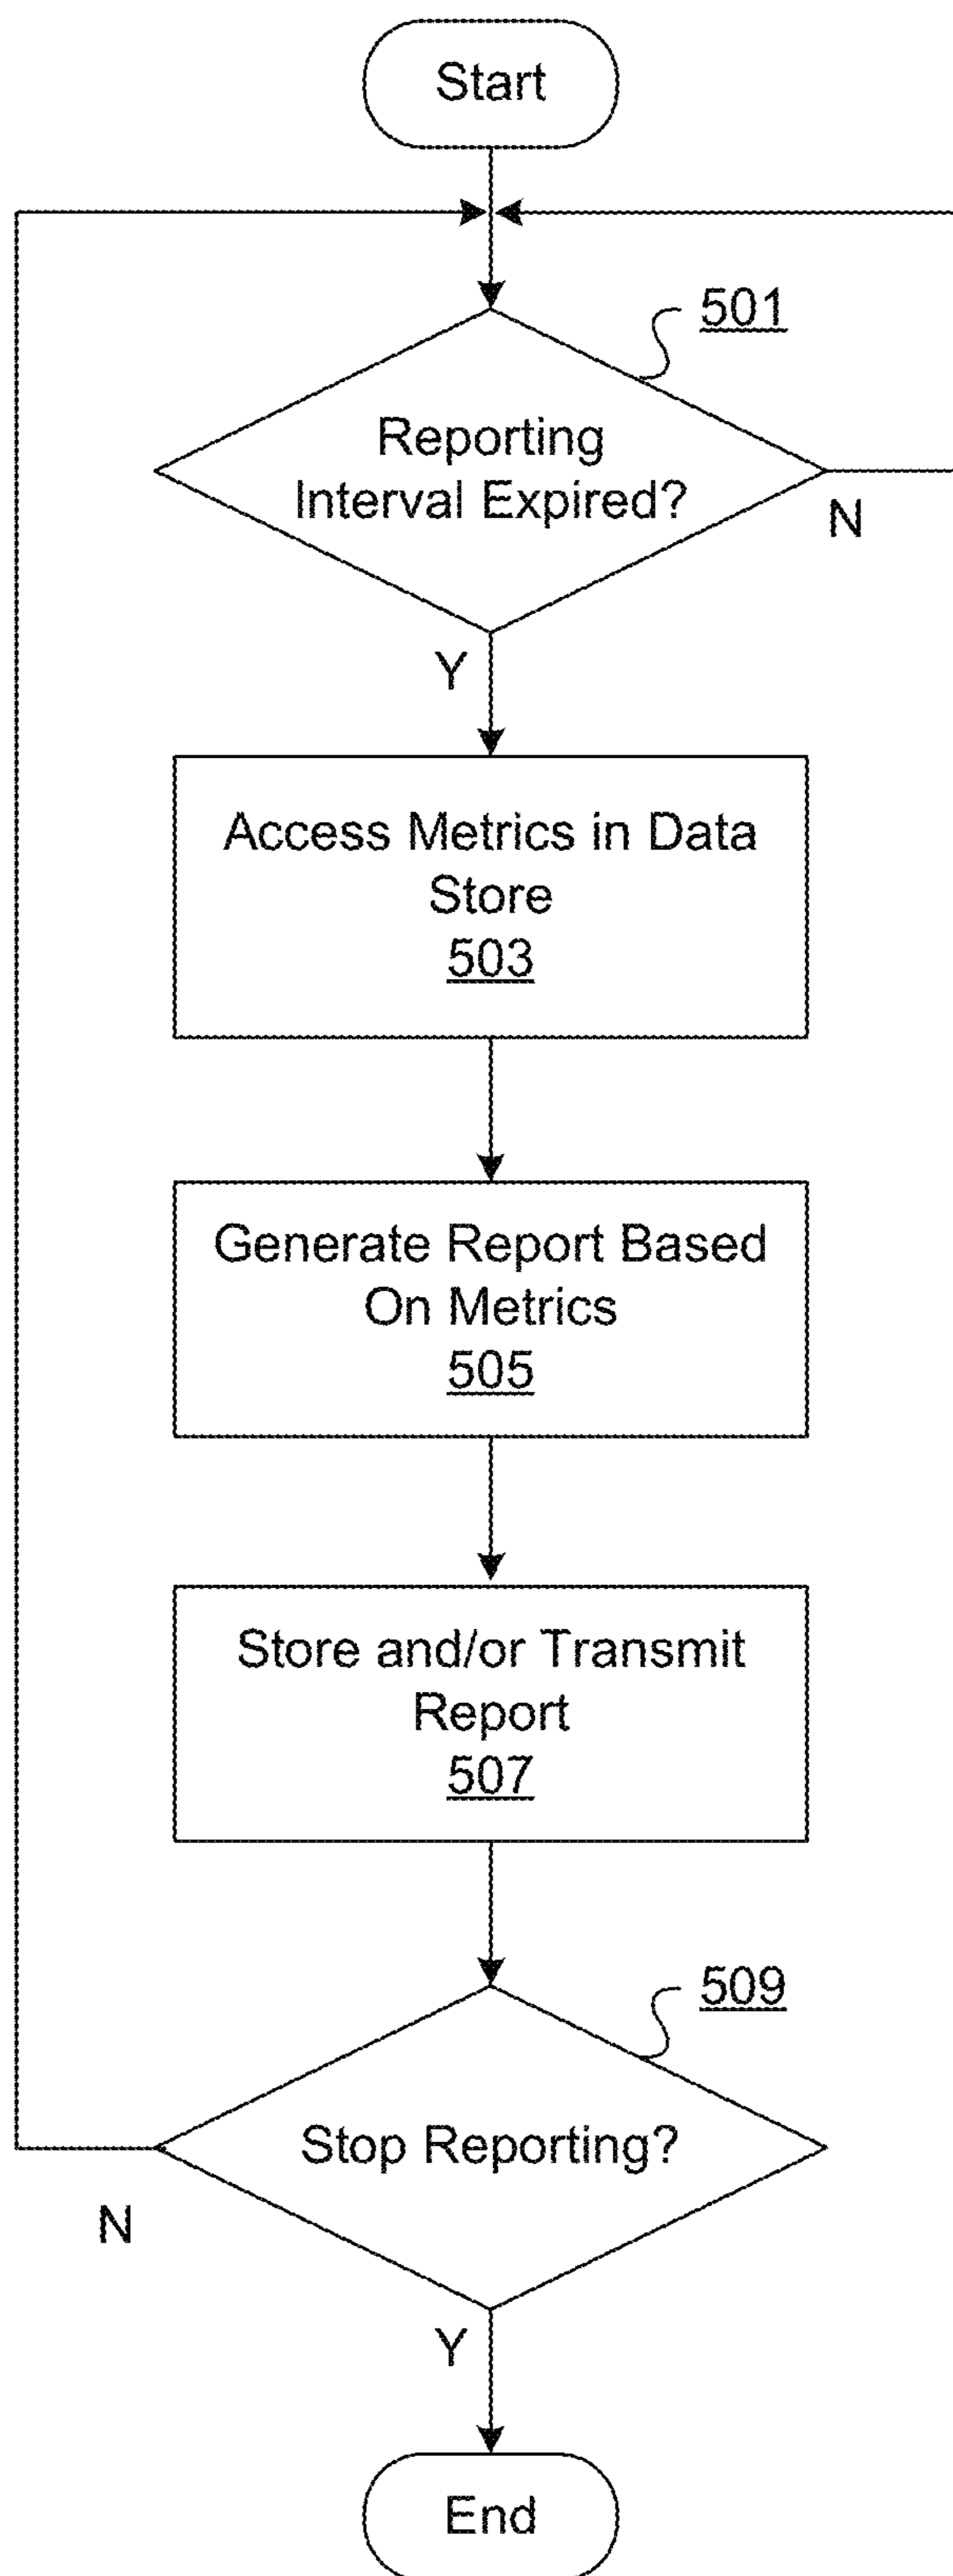 Start
501
Reporting
Interval Expired?
N
Y
Access Metrics in Data
Store
503
Generate Report Based
On Metrics
505
Store and/or Transmit
Report
507
509
Stop Reporting?
N
Y
End